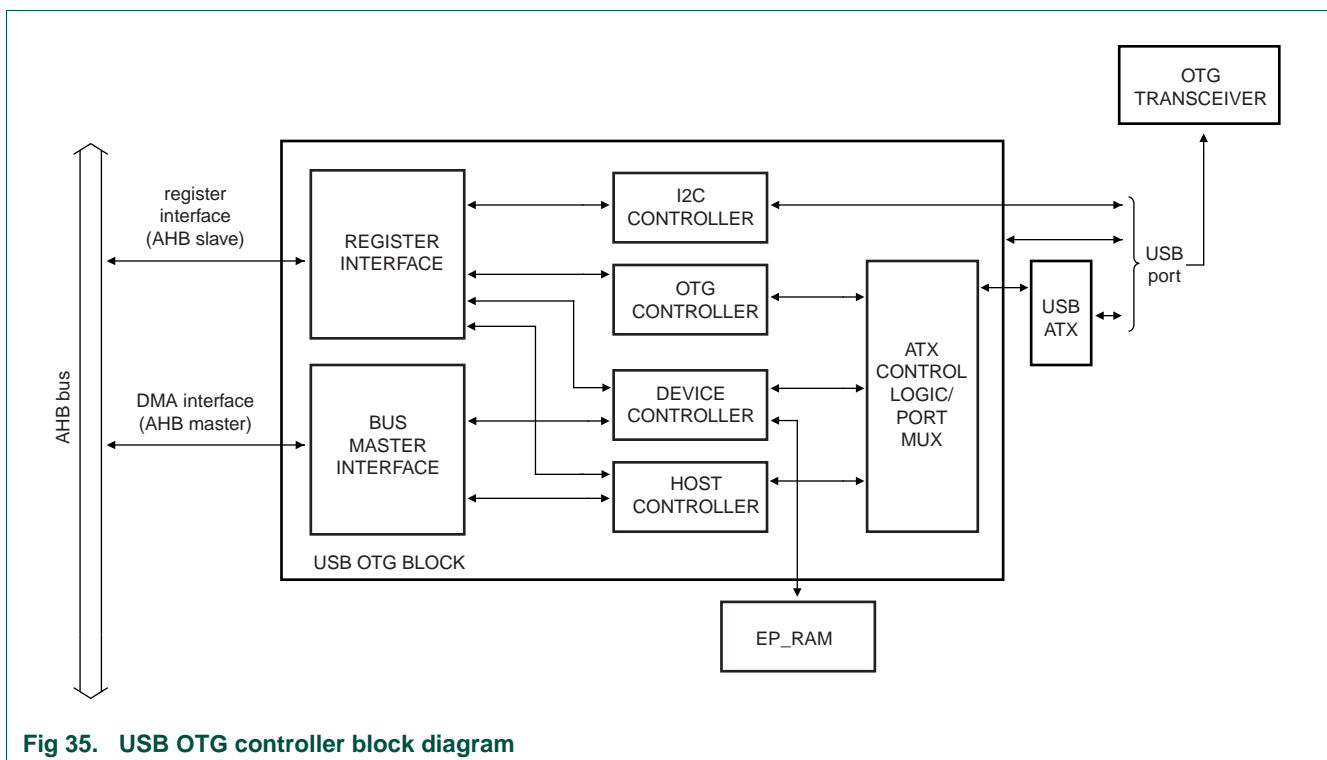 OTG
TRANSCEIVER
register
interface
(AHB slave)
I2C
CONTROLLER
REGISTER
INTERFACE
OTG
CONTROLLER
USB
port
USB
ATX
ATX
CONTROL
LOGIC/
PORT
MUX
AHB bus
DMA interface
(AHB master)
BUS
MASTER
INTERFACE
DEVICE
CONTROLLER
HOST
CONTROLLER
USB OTG BLOCK
EP_RAM
Fig 35. USB OTG controller block diagram